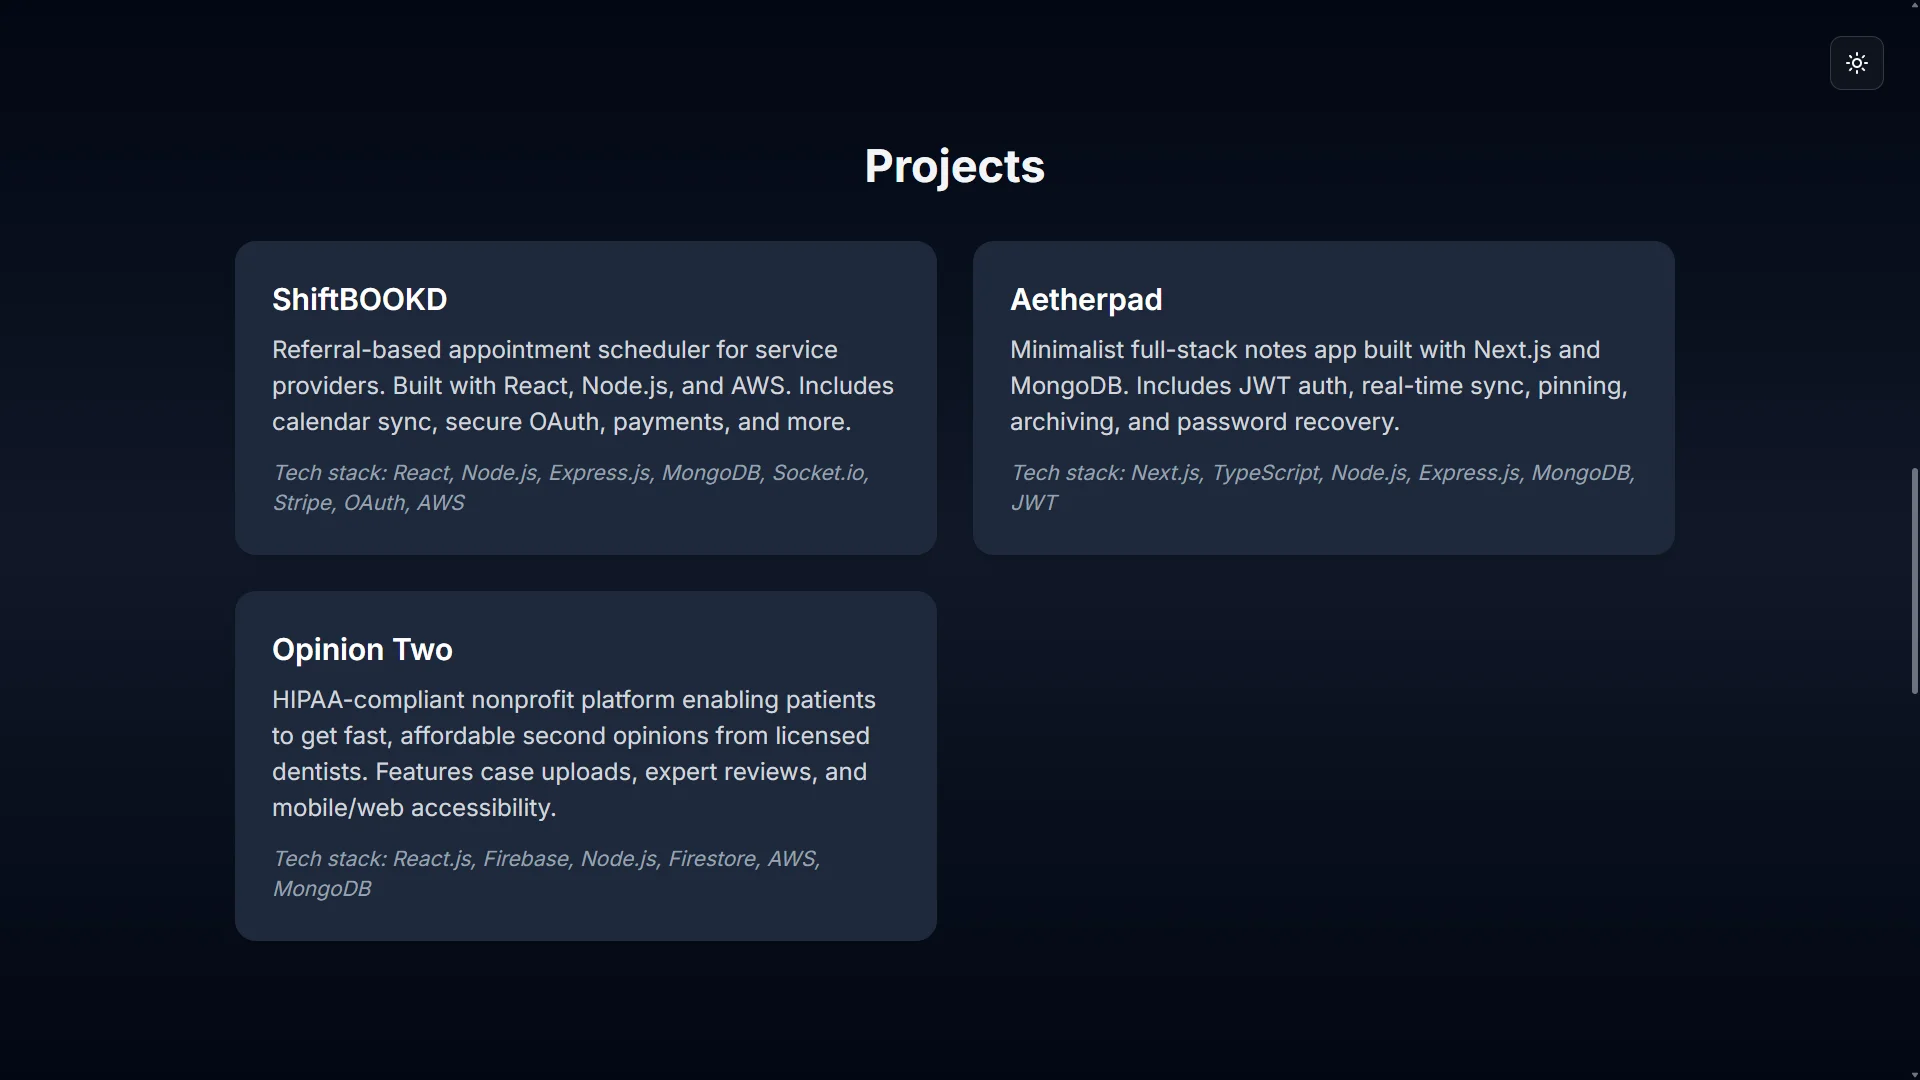 Projects
ShiftBOOKD
Referral-based appointment scheduler for service
providers. Built with React, Node.js, and AWS. Includes
calendar sync, secure OAuth, payments, and more.
Tech stack: React, Node.js, Express.js, MongoDB, Socket.io,
Stripe, OAuth, AWS
Aetherpad
Minimalist full-stack notes app built with Next.js and
MongoDB. Includes JWT auth, real-time sync, pinning,
archiving, and password recovery.
Tech stack: Next.js, TypeScript, Node.js, Express.js, MongoDB,
JWT
Opinion Two
HIPAA-compliant nonprofit platform enabling patients
to get fast, affordable second opinions from licensed
dentists. Features case uploads, expert reviews, and
mobile/web accessibility.
Tech stack: React.js, Firebase, Node.js, Firestore, AWS,
MongoDB